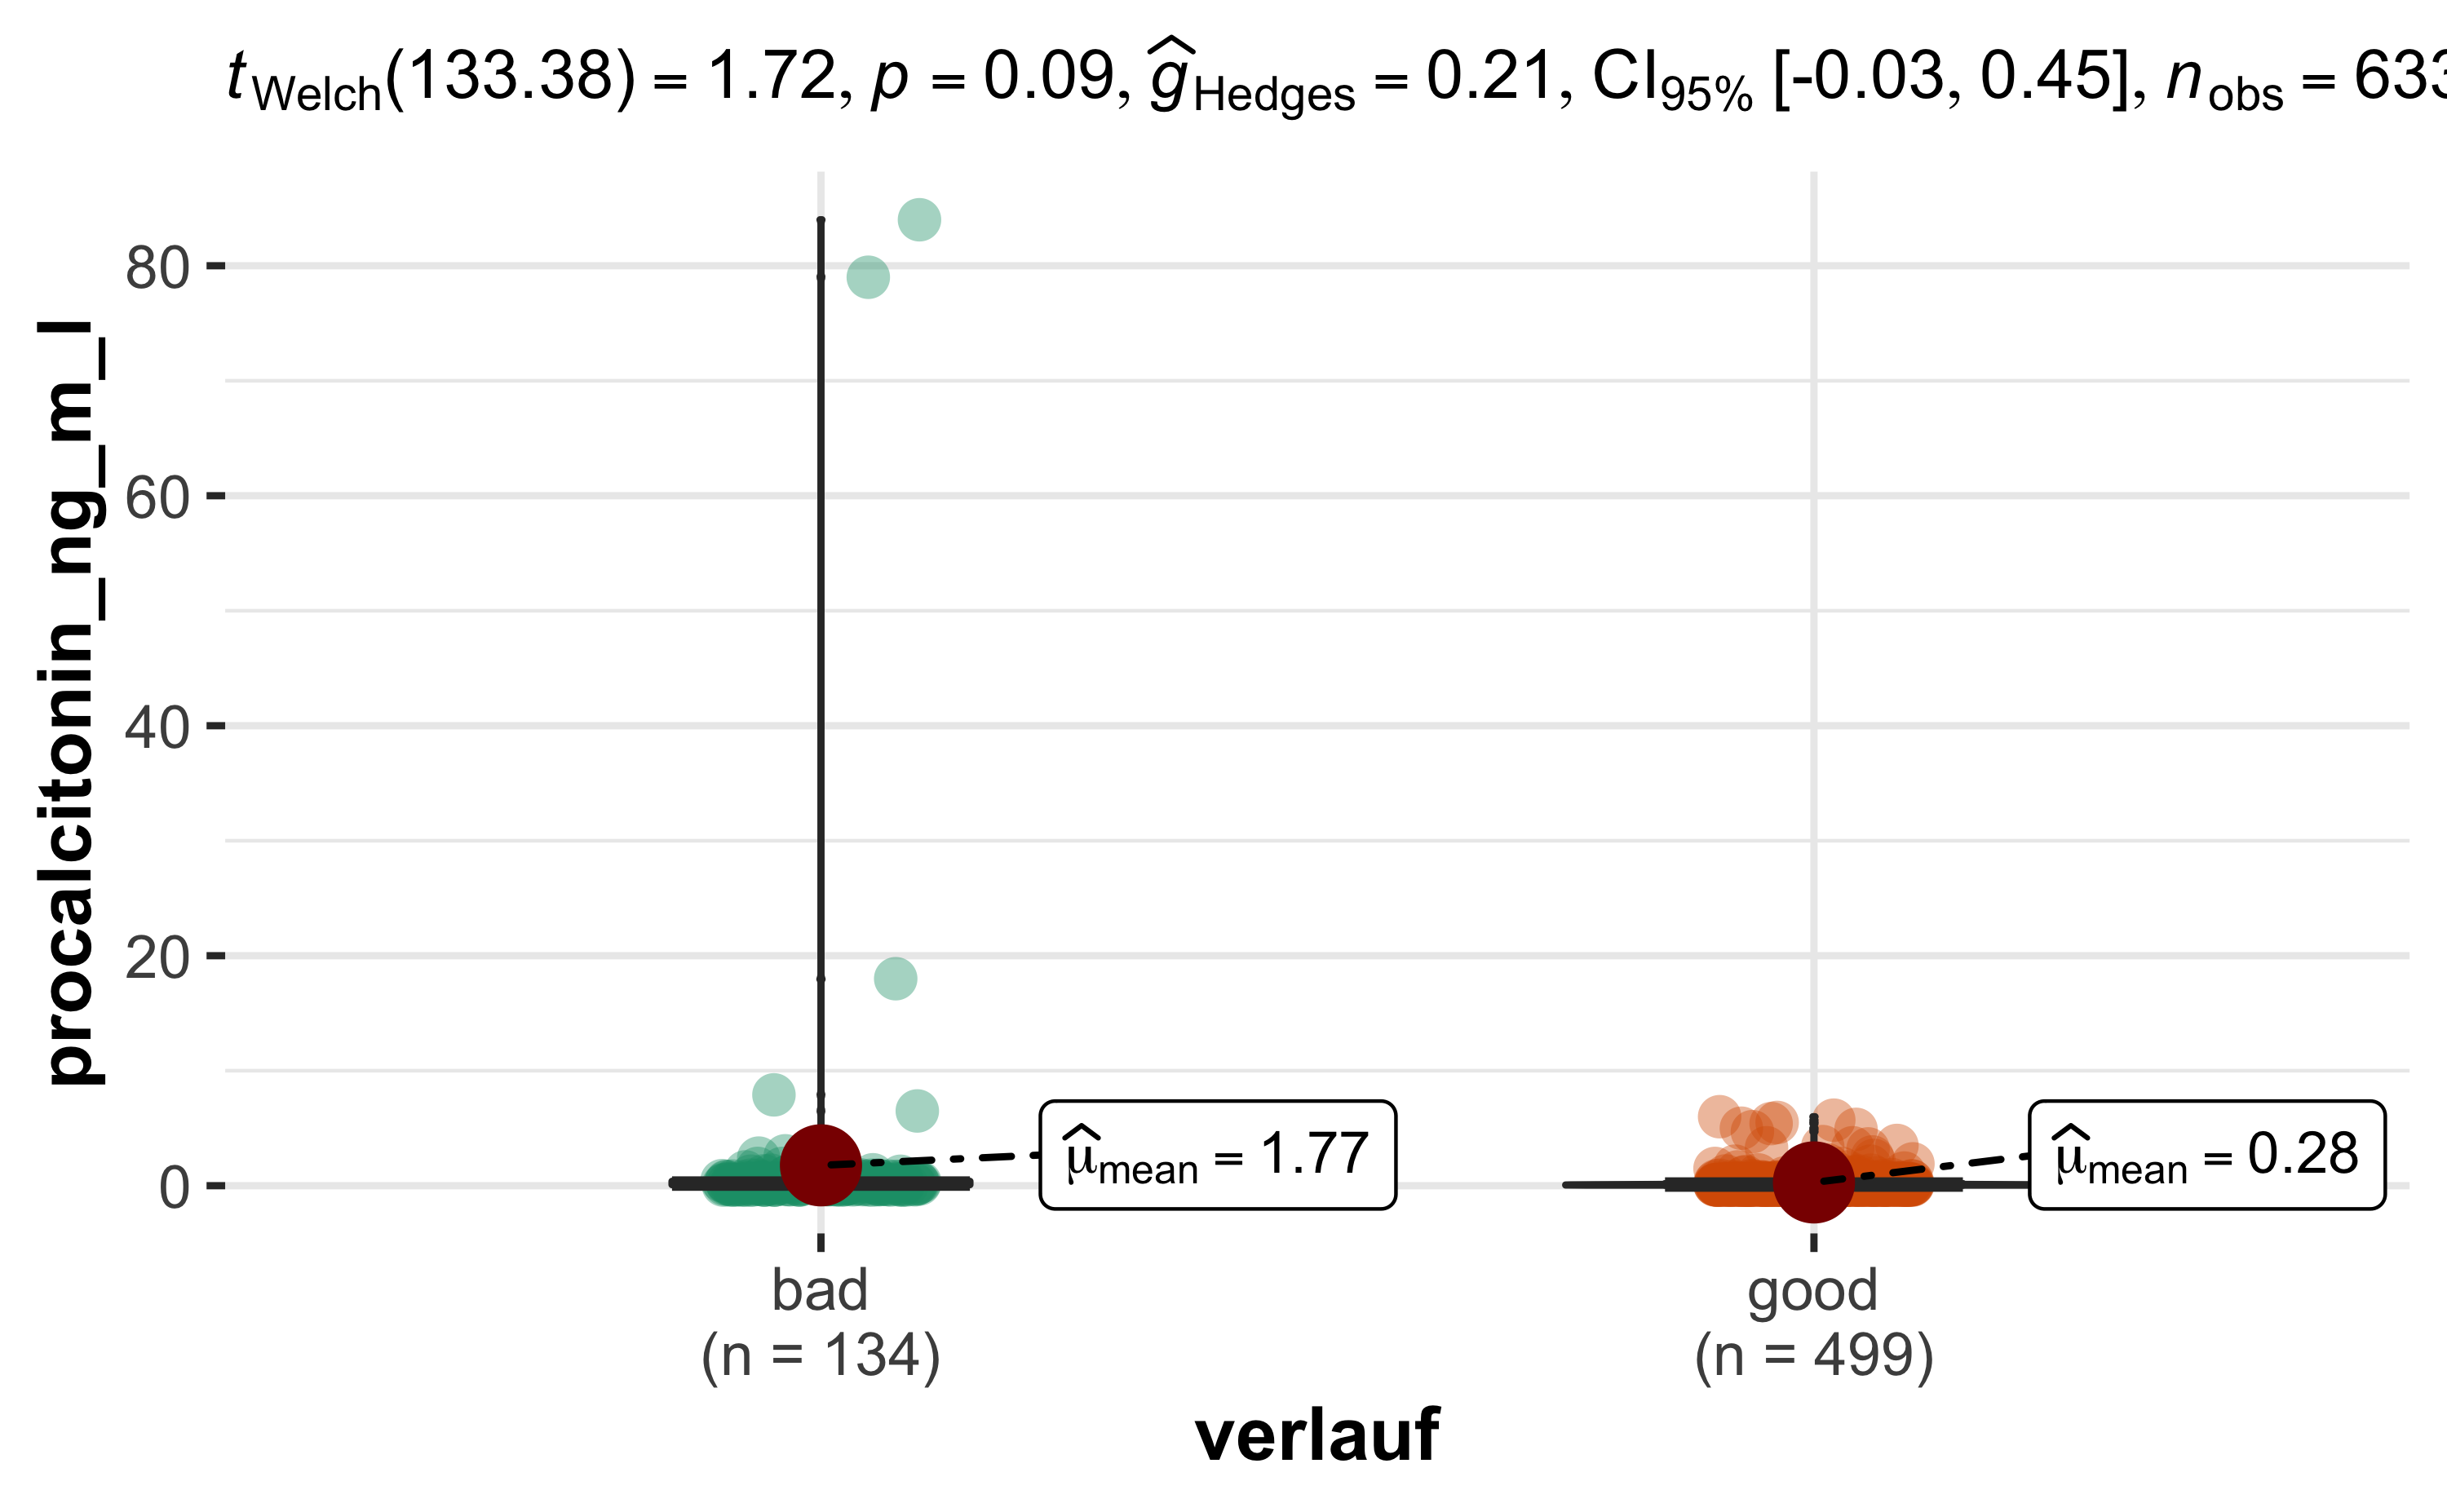 tWelch(133.38) = 1.72, p = 0.09, ĝHedges = 0.21, CI95% [-0.03, 0.45], nobs = 633
procalcitonin_ng_m_l
80
60
40
20
0
μ̂mean = 1.77
μ̂mean = 0.28
bad
(n = 134)
good
(n = 499)
verlauf